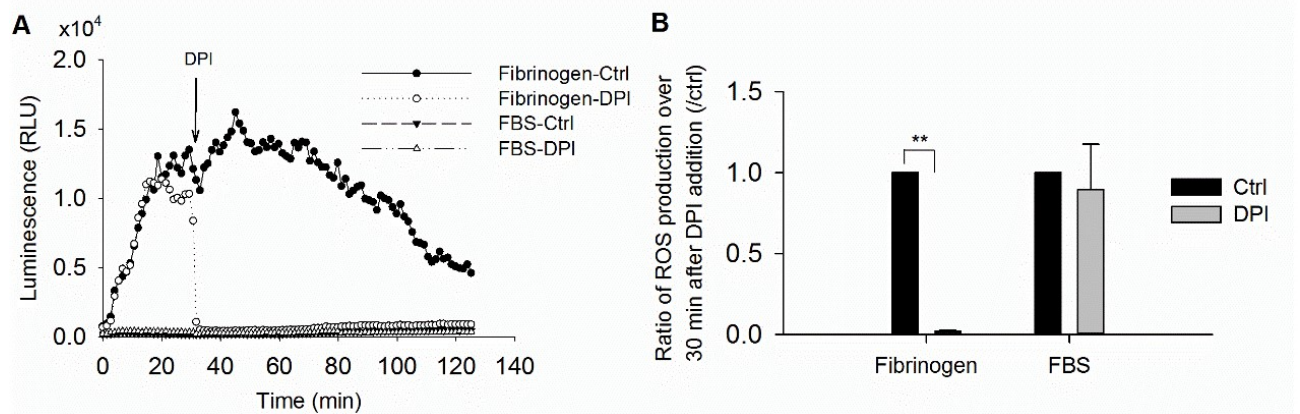 A
x10⁴
2.0
1.5
1.0
0.5
0.0
Luminescence (RLU)
DPI
Fibrinogen-Ctrl
Fibrinogen-DPI
FBS-Ctrl
FBS-DPI
0 20 40 60 80 100 120 140
Time (min)
B
Ratio of ROS production over
30 min after DPI addition (/ctrl)
1.5
1.0
0.5
0.0
**
Fibrinogen FBS
Ctrl
DPI